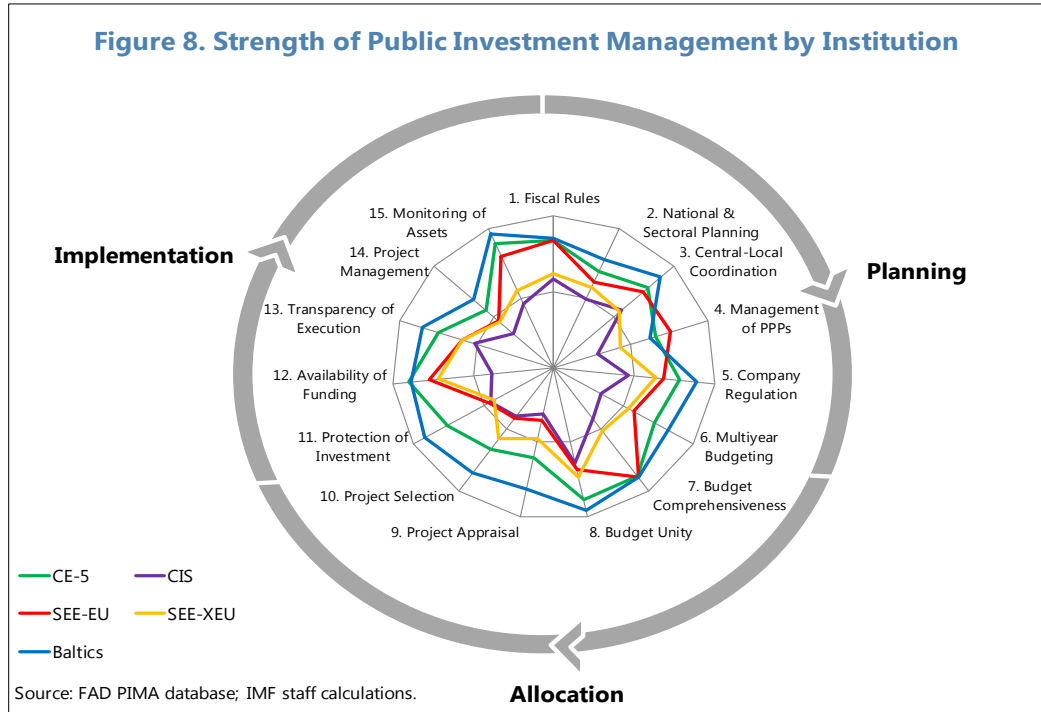 Figure 8. Strength of Public Investment Management by Institution
1. Fiscal Rules
2. National &
Sectoral Planning
3. Central-Local
Coordination
4. Management
of PPPs
5. Company
Regulation
6. Multiyear
Budgeting
7. Budget
Comprehensiveness
8. Budget Unity
9. Project Appraisal
10. Project Selection
11. Protection of
Investment
12. Availability of
Funding
13. Transparency of
Execution
14. Project
Management
15. Monitoring of
Assets
Implementation
Planning
Allocation
CE-5
CIS
SEE-EU
SEE-XEU
Baltics
Source: FAD PIMA database; IMF staff calculations.